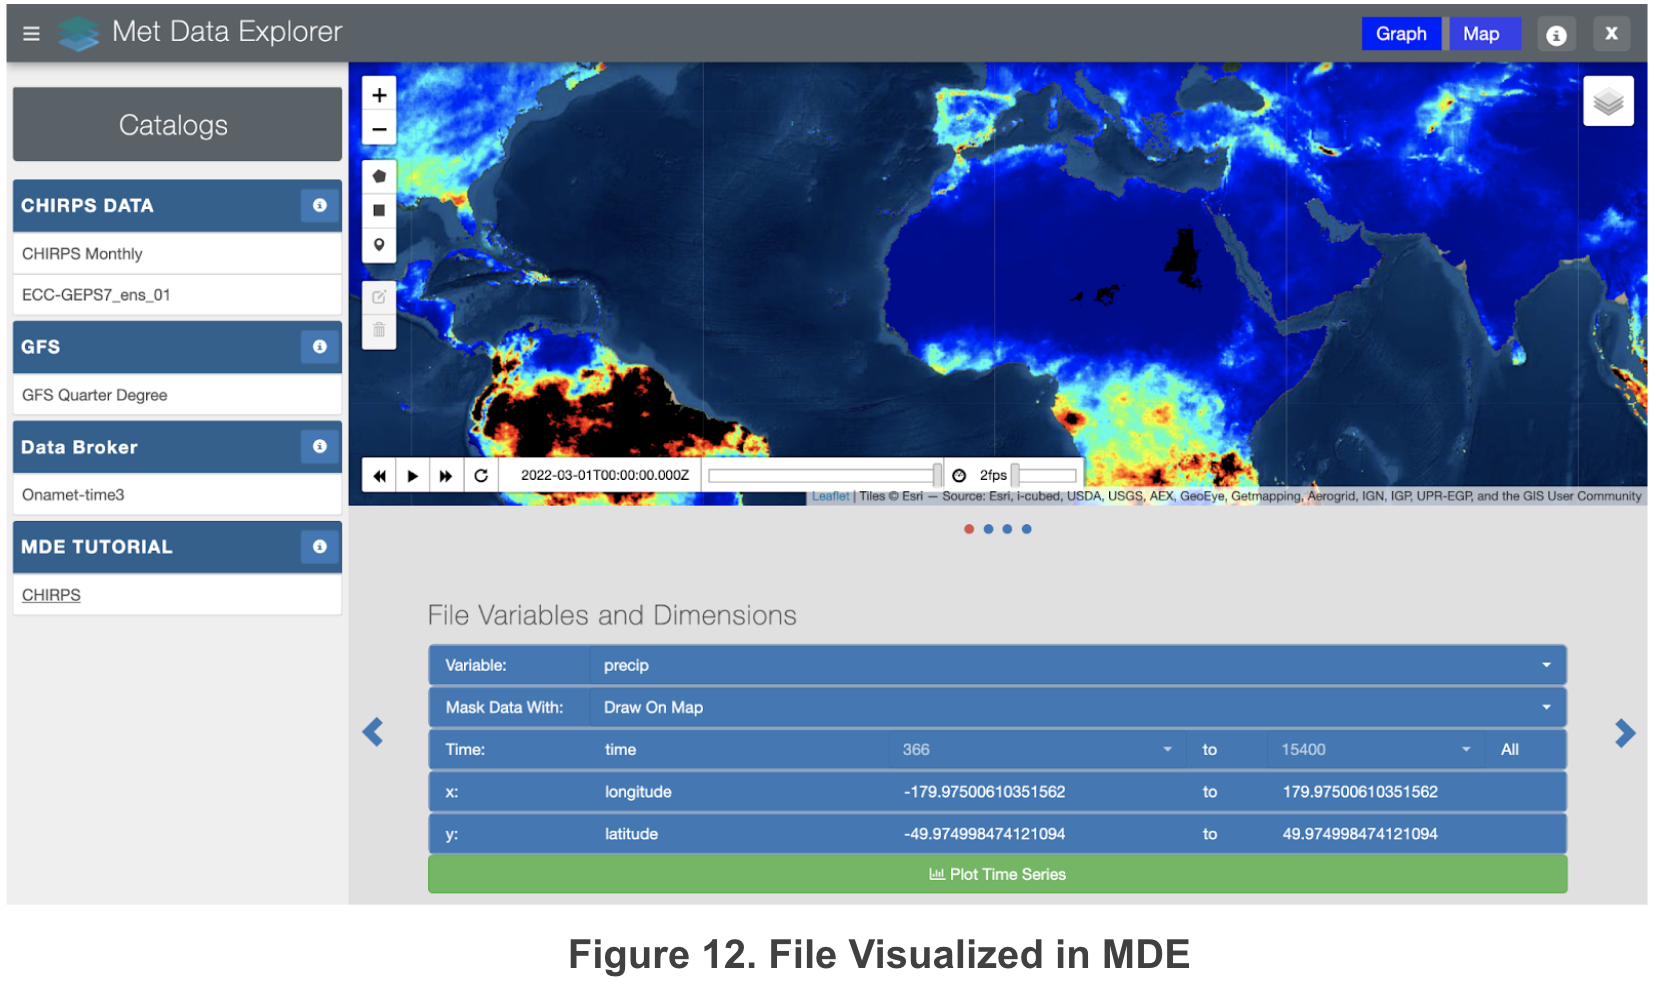 Met Data Explorer
Graph Map X
Catalogs
CHIRPS DATA
CHIRPS Monthly
ECC-GEPS7_ens_01
GFS
GFS Quarter Degree
Data Broker
Onamet-time3
MDE TUTORIAL
CHIRPS
+
−
2022-03-01T00:00:00.000Z 2fps
Leaflet | Tiles © Esri — Source: Esri, i-cubed, USDA, USGS, AEX, GeoEye, Getmapping, Aerogrid, IGN, IGP, UPR-EGP, and the GIS User Community
File Variables and Dimensions
Variable: precip
Mask Data With: Draw On Map
Time: time 366 to 15400 All
x: longitude -179.97500610351562 to 179.97500610351562
y: latitude -49.974998474121094 to 49.974998474121094
Plot Time Series
Figure 12. File Visualized in MDE